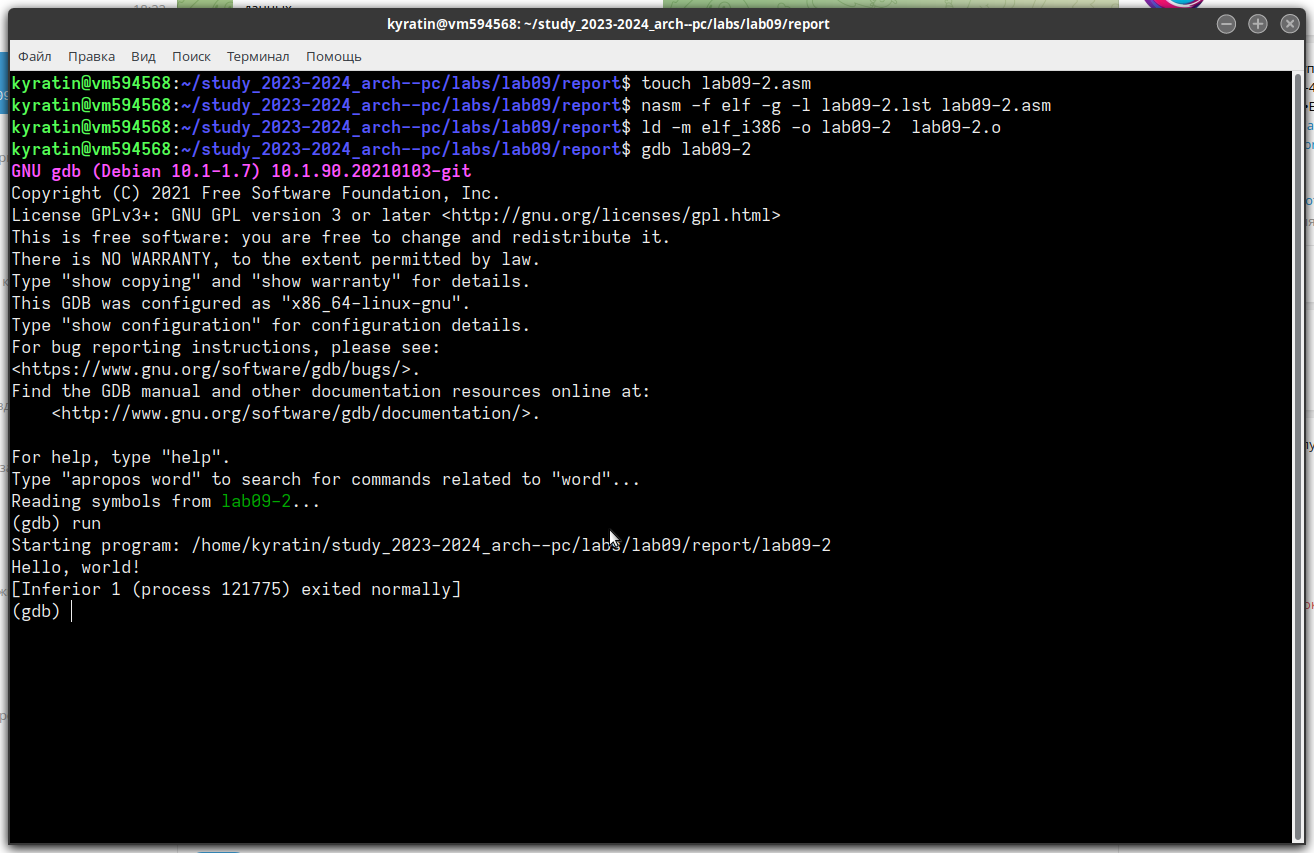 kyratin@vm594568: ~/study_2023-2024_arch--pc/labs/lab09/report
Файл Правка Вид Поиск Терминал Помощь
kyratin@vm594568:~/study_2023-2024_arch--pc/labs/lab09/report$ touch lab09-2.asm
kyratin@vm594568:~/study_2023-2024_arch--pc/labs/lab09/report$ nasm -f elf -g -l lab09-2.lst lab09-2.asm
kyratin@vm594568:~/study_2023-2024_arch--pc/labs/lab09/report$ ld -m elf_i386 -o lab09-2  lab09-2.o
kyratin@vm594568:~/study_2023-2024_arch--pc/labs/lab09/report$ gdb lab09-2
GNU gdb (Debian 10.1-1.7) 10.1.90.20210103-git
Copyright (C) 2021 Free Software Foundation, Inc.
License GPLv3+: GNU GPL version 3 or later <http://gnu.org/licenses/gpl.html>
This is free software: you are free to change and redistribute it.
There is NO WARRANTY, to the extent permitted by law.
Type "show copying" and "show warranty" for details.
This GDB was configured as "x86_64-linux-gnu".
Type "show configuration" for configuration details.
For bug reporting instructions, please see:
<https://www.gnu.org/software/gdb/bugs/>.
Find the GDB manual and other documentation resources online at:
    <http://www.gnu.org/software/gdb/documentation/>.
For help, type "help".
Type "apropos word" to search for commands related to "word"...
Reading symbols from lab09-2...
(gdb) run
Starting program: /home/kyratin/study_2023-2024_arch--pc/labs/lab09/report/lab09-2
Hello, world!
[Inferior 1 (process 121775) exited normally]
(gdb)